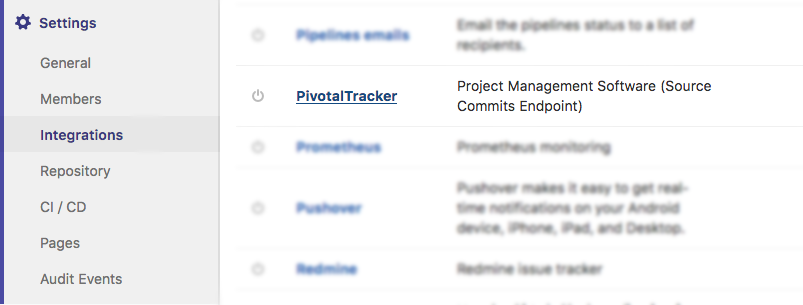 Settings
General
Members
Integrations
Repository
CI / CD
Pages
Audit Events
Pipelines emails
Email the pipelines status to a list of
recipients.
PivotalTracker
Project Management Software (Source
Commits Endpoint)
Prometheus
Prometheus monitoring
Pushover
Pushover makes it easy to get real-
time notifications on your Android
device, iPhone, iPad, and Desktop.
Redmine
Redmine issue tracker